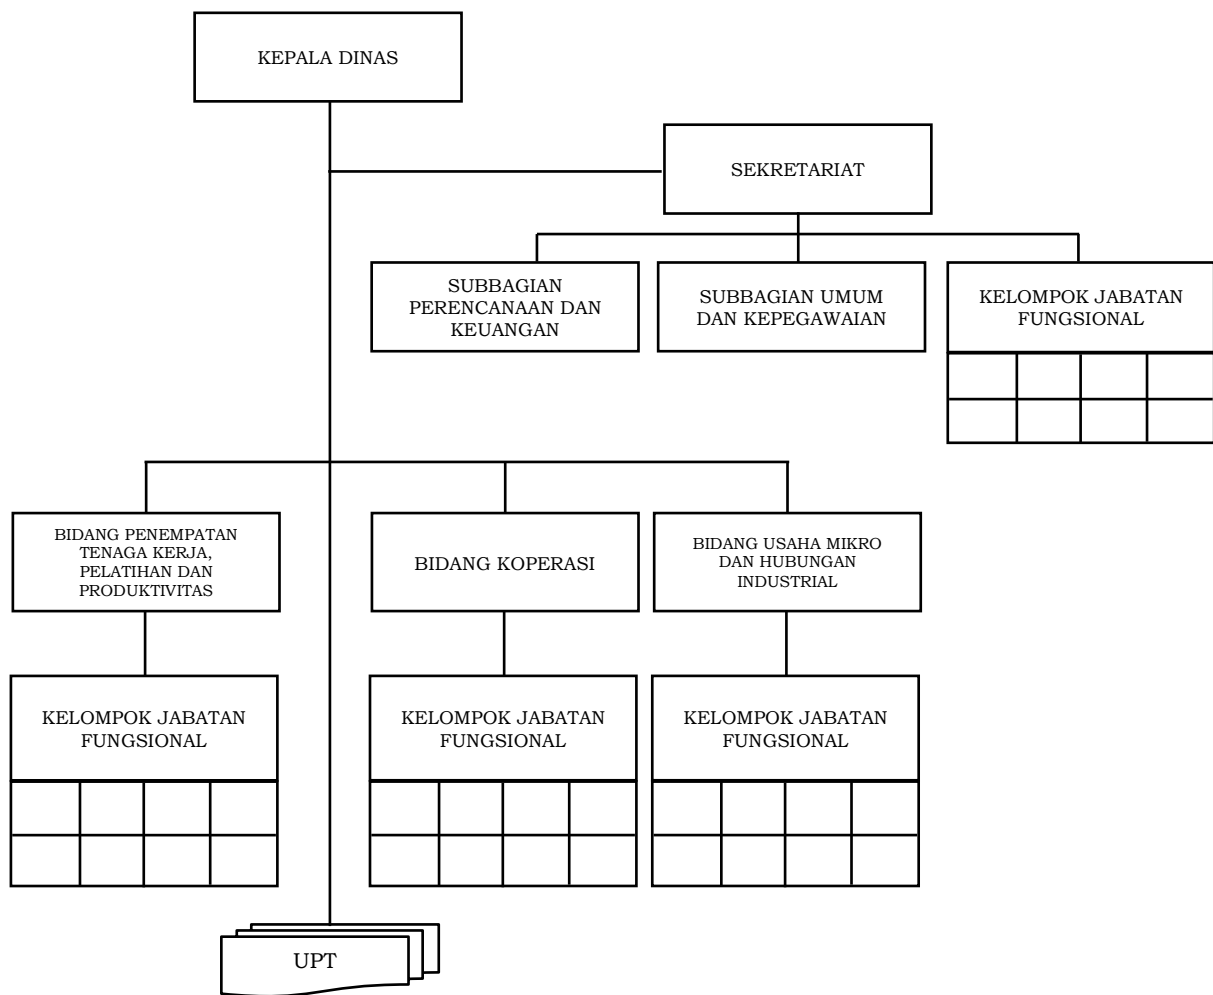 KEPALA DINAS
SEKRETARIAT
SUBBAGIAN
PERENCANAAN DAN
KEUANGAN
SUBBAGIAN UMUM
DAN KEPEGAWAIAN
KELOMPOK JABATAN
FUNGSIONAL
BIDANG PENEMPATAN
TENAGA KERJA,
PELATIHAN DAN
PRODUKTIVITAS
BIDANG KOPERASI
BIDANG USAHA MIKRO
DAN HUBUNGAN
INDUSTRIAL
KELOMPOK JABATAN
FUNGSIONAL
KELOMPOK JABATAN
FUNGSIONAL
KELOMPOK JABATAN
FUNGSIONAL
UPT